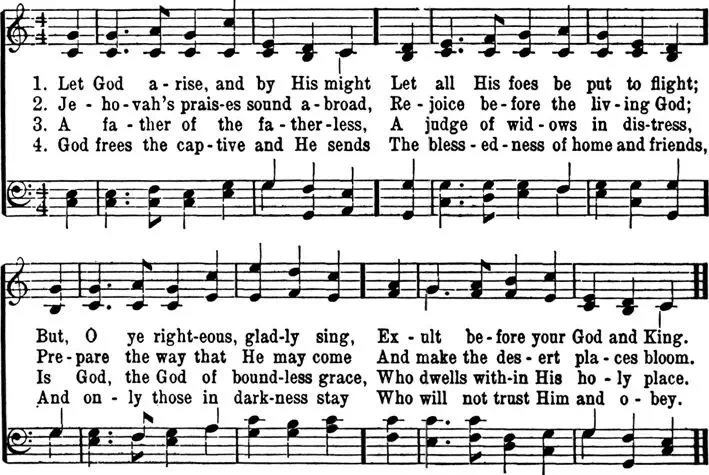 4
4
1. Let God a-rise, and by His might Let all His foes be put to flight;
2. Je-ho-vah's prais-es sound a-broad, Re-joice be-fore the liv-ing God;
3. A fa-ther of the fa-ther-less, A judge of wid-ows in dis-tress,
4. God frees the cap-tive and He sends The bless-ed-ness of home and friends,
4
4
But, O ye right-eous, glad-ly sing, Ex-ult be-fore your God and King.
Pre-pare the way that He may come And make the des-ert pla-ces bloom.
Is God, the God of bound-less grace, Who dwells with-in His ho-ly place.
And on-ly those in dark-ness stay Who will not trust Him and o-bey.